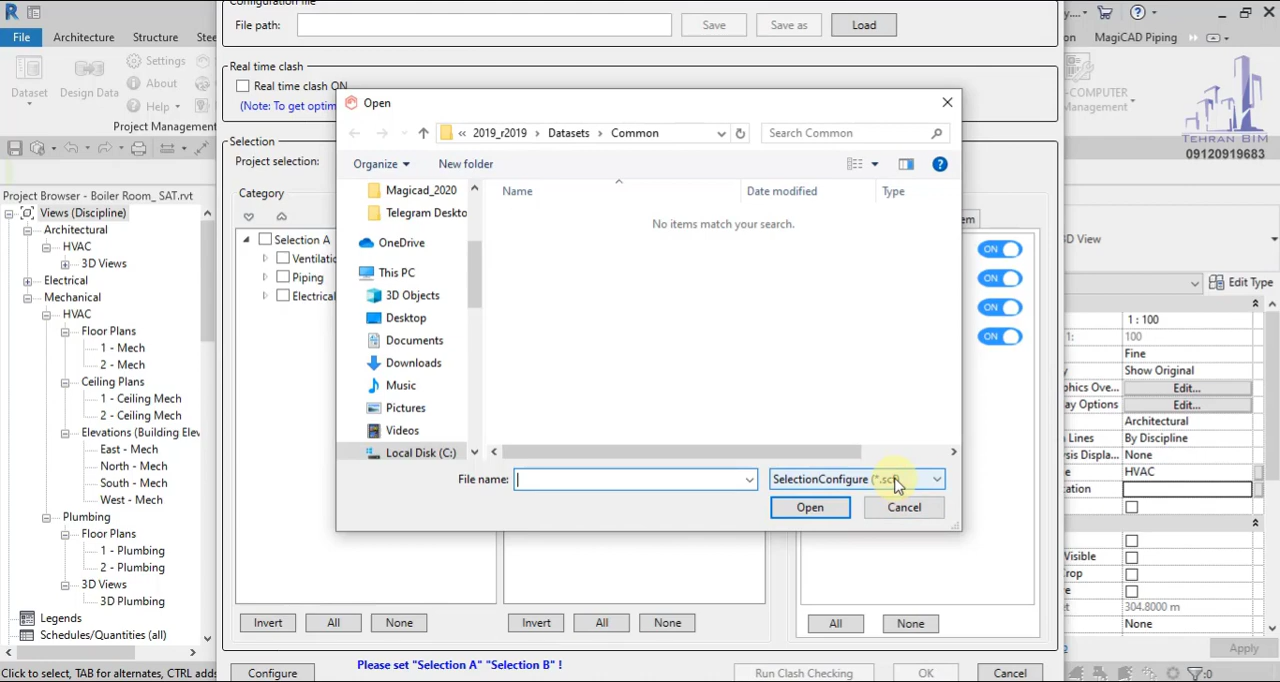 Configuration file
File path:
Save
Save as
Load
File
Architecture
Structure
MagiCAD Piping
Settings
About
Help
Dataset
Design Data
Project Management
Real time clash
Real time clash ON
Selection
Project selection:
Category
Selection A
Piping
Project Browser - Boiler Room_ SAT.rvt
Views (Discipline)
Architectural
HVAC
3D Views
Electrical
Mechanical
HVAC
Floor Plans
1 - Mech
2 - Mech
Ceiling Plans
1 - Ceiling Mech
2 - Ceiling Mech
Elevations (Building Elev
East - Mech
North - Mech
South - Mech
West - Mech
Plumbing
Floor Plans
1 - Plumbing
2 - Plumbing
3D Views
3D Plumbing
Legends
Schedules/Quantities (all)
Click to select, TAB for alternates, CTRL adds
Open
2019_r2019
Datasets
Common
Search Common
Organize
New folder
Name
Date modified
Type
No items match your search.
Magicad_2020
Telegram Deskto
OneDrive
This PC
3D Objects
Desktop
Documents
Downloads
Music
Pictures
Videos
Local Disk (C:)
File name:
SelectionConfigure (*.scf)
Open
Cancel
ON
ON
ON
ON
Invert
All
None
Invert
All
None
All
None
Configure
Please set "Selection A" "Selection B" !
Run Clash Checking
OK
Cancel
-COMPUTER
Management
TEHRAN BIM
09120919683
3D View
Edit Type
1 : 100
1:
100
Fine
Show Original
Edit...
Edit...
Architectural
By Discipline
None
HVAC
304.8000 m
None
Apply